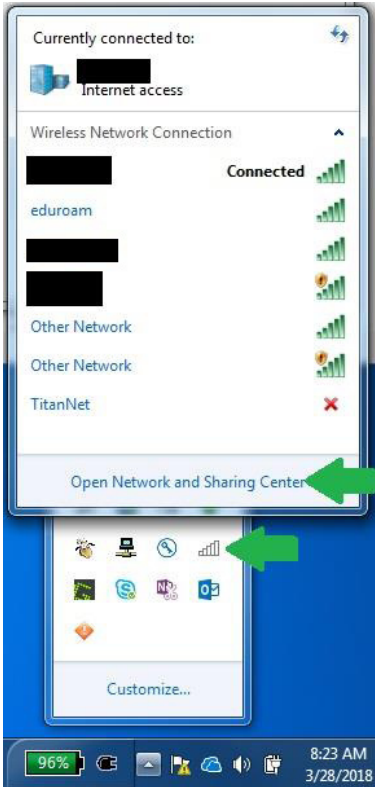 Currently connected to:
Internet access
Wireless Network Connection
Connected
eduroam
Other Network
Other Network
TitanNet
Open Network and Sharing Center
N
o
Customize...
96%
8:23 AM
3/28/2018